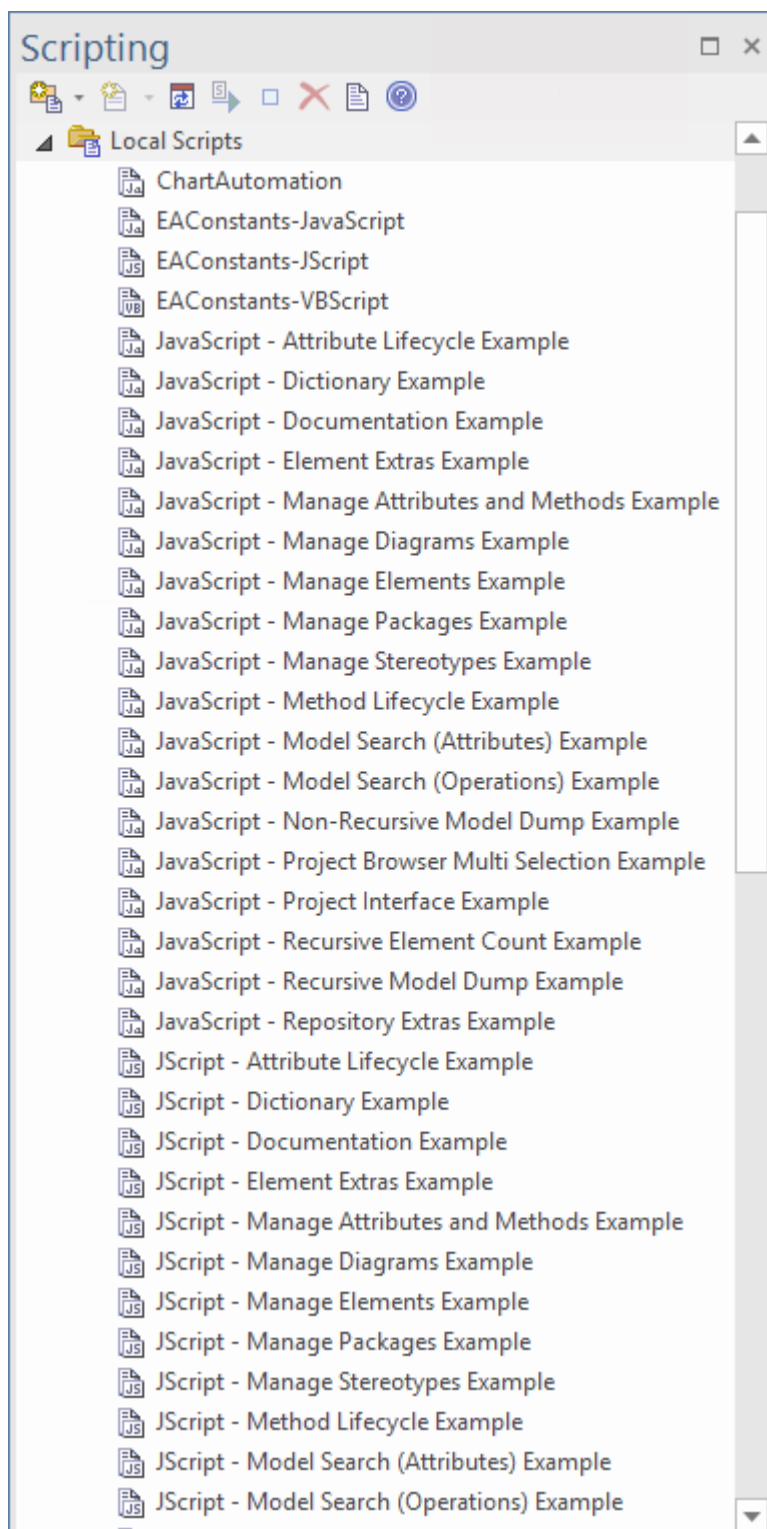 Scripting
Local Scripts
ChartAutomation
EAConstants-JavaScript
EAConstants-JScript
EAConstants-VBScript
JavaScript - Attribute Lifecycle Example
JavaScript - Dictionary Example
JavaScript - Documentation Example
JavaScript - Element Extras Example
JavaScript - Manage Attributes and Methods Example
JavaScript - Manage Diagrams Example
JavaScript - Manage Elements Example
JavaScript - Manage Packages Example
JavaScript - Manage Stereotypes Example
JavaScript - Method Lifecycle Example
JavaScript - Model Search (Attributes) Example
JavaScript - Model Search (Operations) Example
JavaScript - Non-Recursive Model Dump Example
JavaScript - Project Browser Multi Selection Example
JavaScript - Project Interface Example
JavaScript - Recursive Element Count Example
JavaScript - Recursive Model Dump Example
JavaScript - Repository Extras Example
JScript - Attribute Lifecycle Example
JScript - Dictionary Example
JScript - Documentation Example
JScript - Element Extras Example
JScript - Manage Attributes and Methods Example
JScript - Manage Diagrams Example
JScript - Manage Elements Example
JScript - Manage Packages Example
JScript - Manage Stereotypes Example
JScript - Method Lifecycle Example
JScript - Model Search (Attributes) Example
JScript - Model Search (Operations) Example